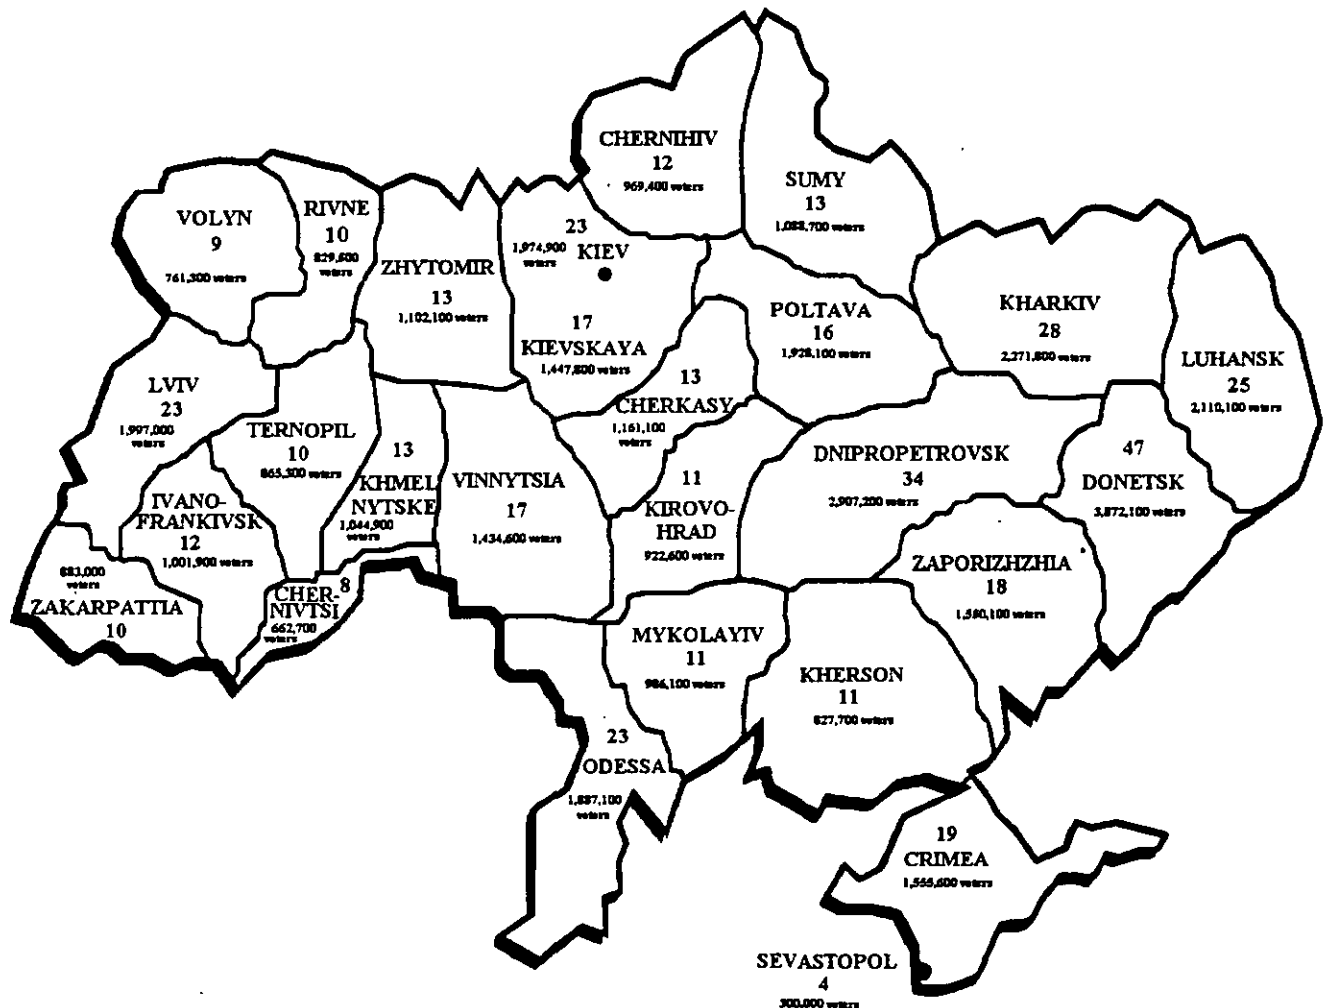 CHERNIHIV
12
969,400 voters
SUMY
13
1,088,700 voters
VOLYN
9
761,300 voters
RIVNE
10
829,600
voters
ZHYTOMIR
13
1,102,100 voters
23
1,974,900
voters
KIEV
17
KIEVSKAYA
1,447,800 voters
POLTAVA
16
1,928,100 voters
KHARKIV
28
2,271,800 voters
LUHANSK
25
2,110,100 voters
LVIV
23
1,997,000
voters
TERNOPIL
10
865,300 voters
13
KHMEL
NYTSKE
1,044,900
voters
VINNYTSIA
17
1,434,600 voters
13
CHERKASY
1,161,100
voters
11
KIROVO-
HRAD
922,600 voters
DNIPROPETROVSK
34
2,907,200 voters
47
DONETSK
3,872,100 voters
IVANO-
FRANKIVSK
12
1,001,900 voters
883,000
voters
ZAKARPATTIA
10
8
CHER-
NIVTSI
662,700
voters
ZAPORIZHZHIA
18
1,580,100 voters
MYKOLAYIV
11
986,100 voters
KHERSON
11
827,700 voters
23
ODESSA
1,887,100
voters
19
CRIMEA
1,555,600 voters
SEVASTOPOL
4
300,000 voters